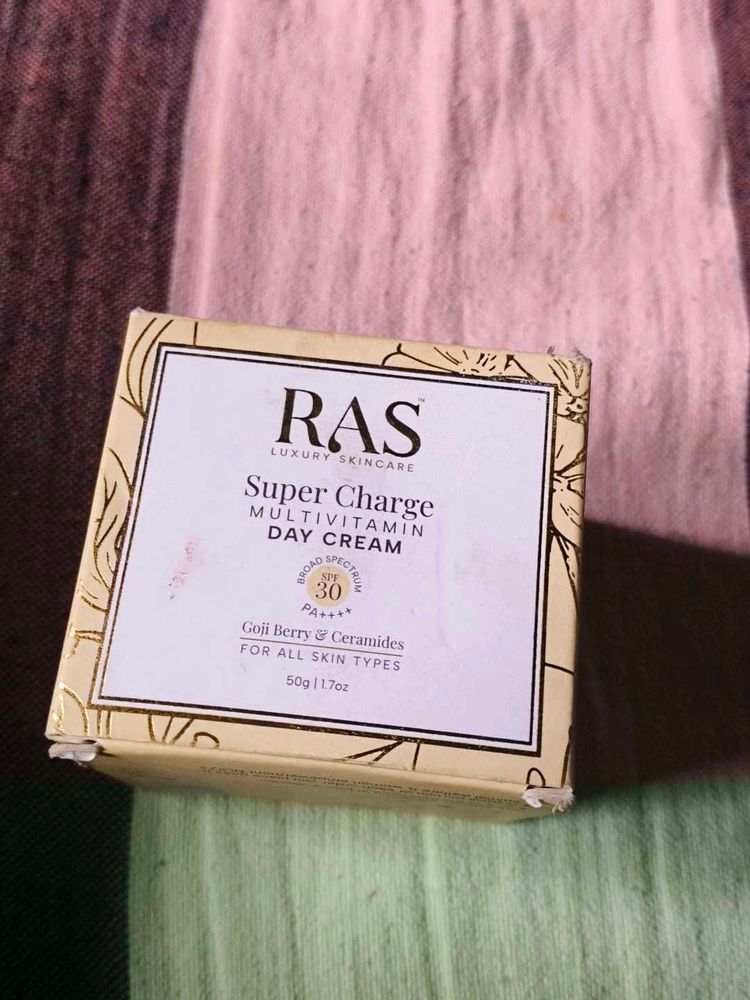 RAS™
LUXURY SKINCARE
Super Charge
MULTIVITAMIN
DAY CREAM
BROAD SPECTRUM
SPF
30
PA++++
Goji Berry & Ceramides
FOR ALL SKIN TYPES
50g | 1.7oz